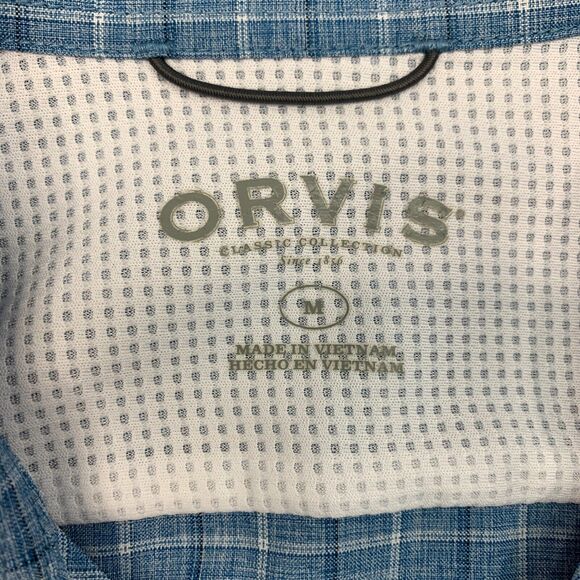 ORVIS®
CLASSIC COLLECTION
Since 1856
M
MADE IN VIETNAM
HECHO EN VIETNAM